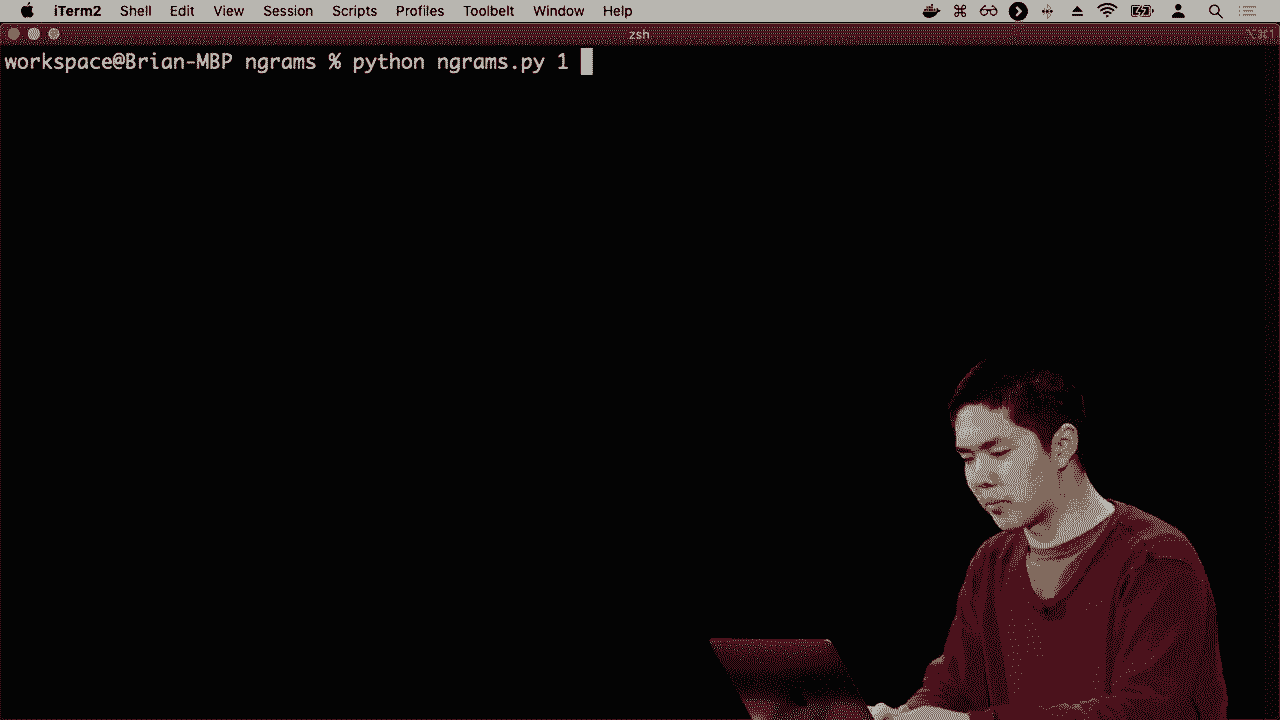 iTerm2 Shell Edit View Session Scripts Profiles Toolbelt Window Help
zsh ⌥⌘1
workspace@Brian-MBP ngrams % python ngrams.py 1